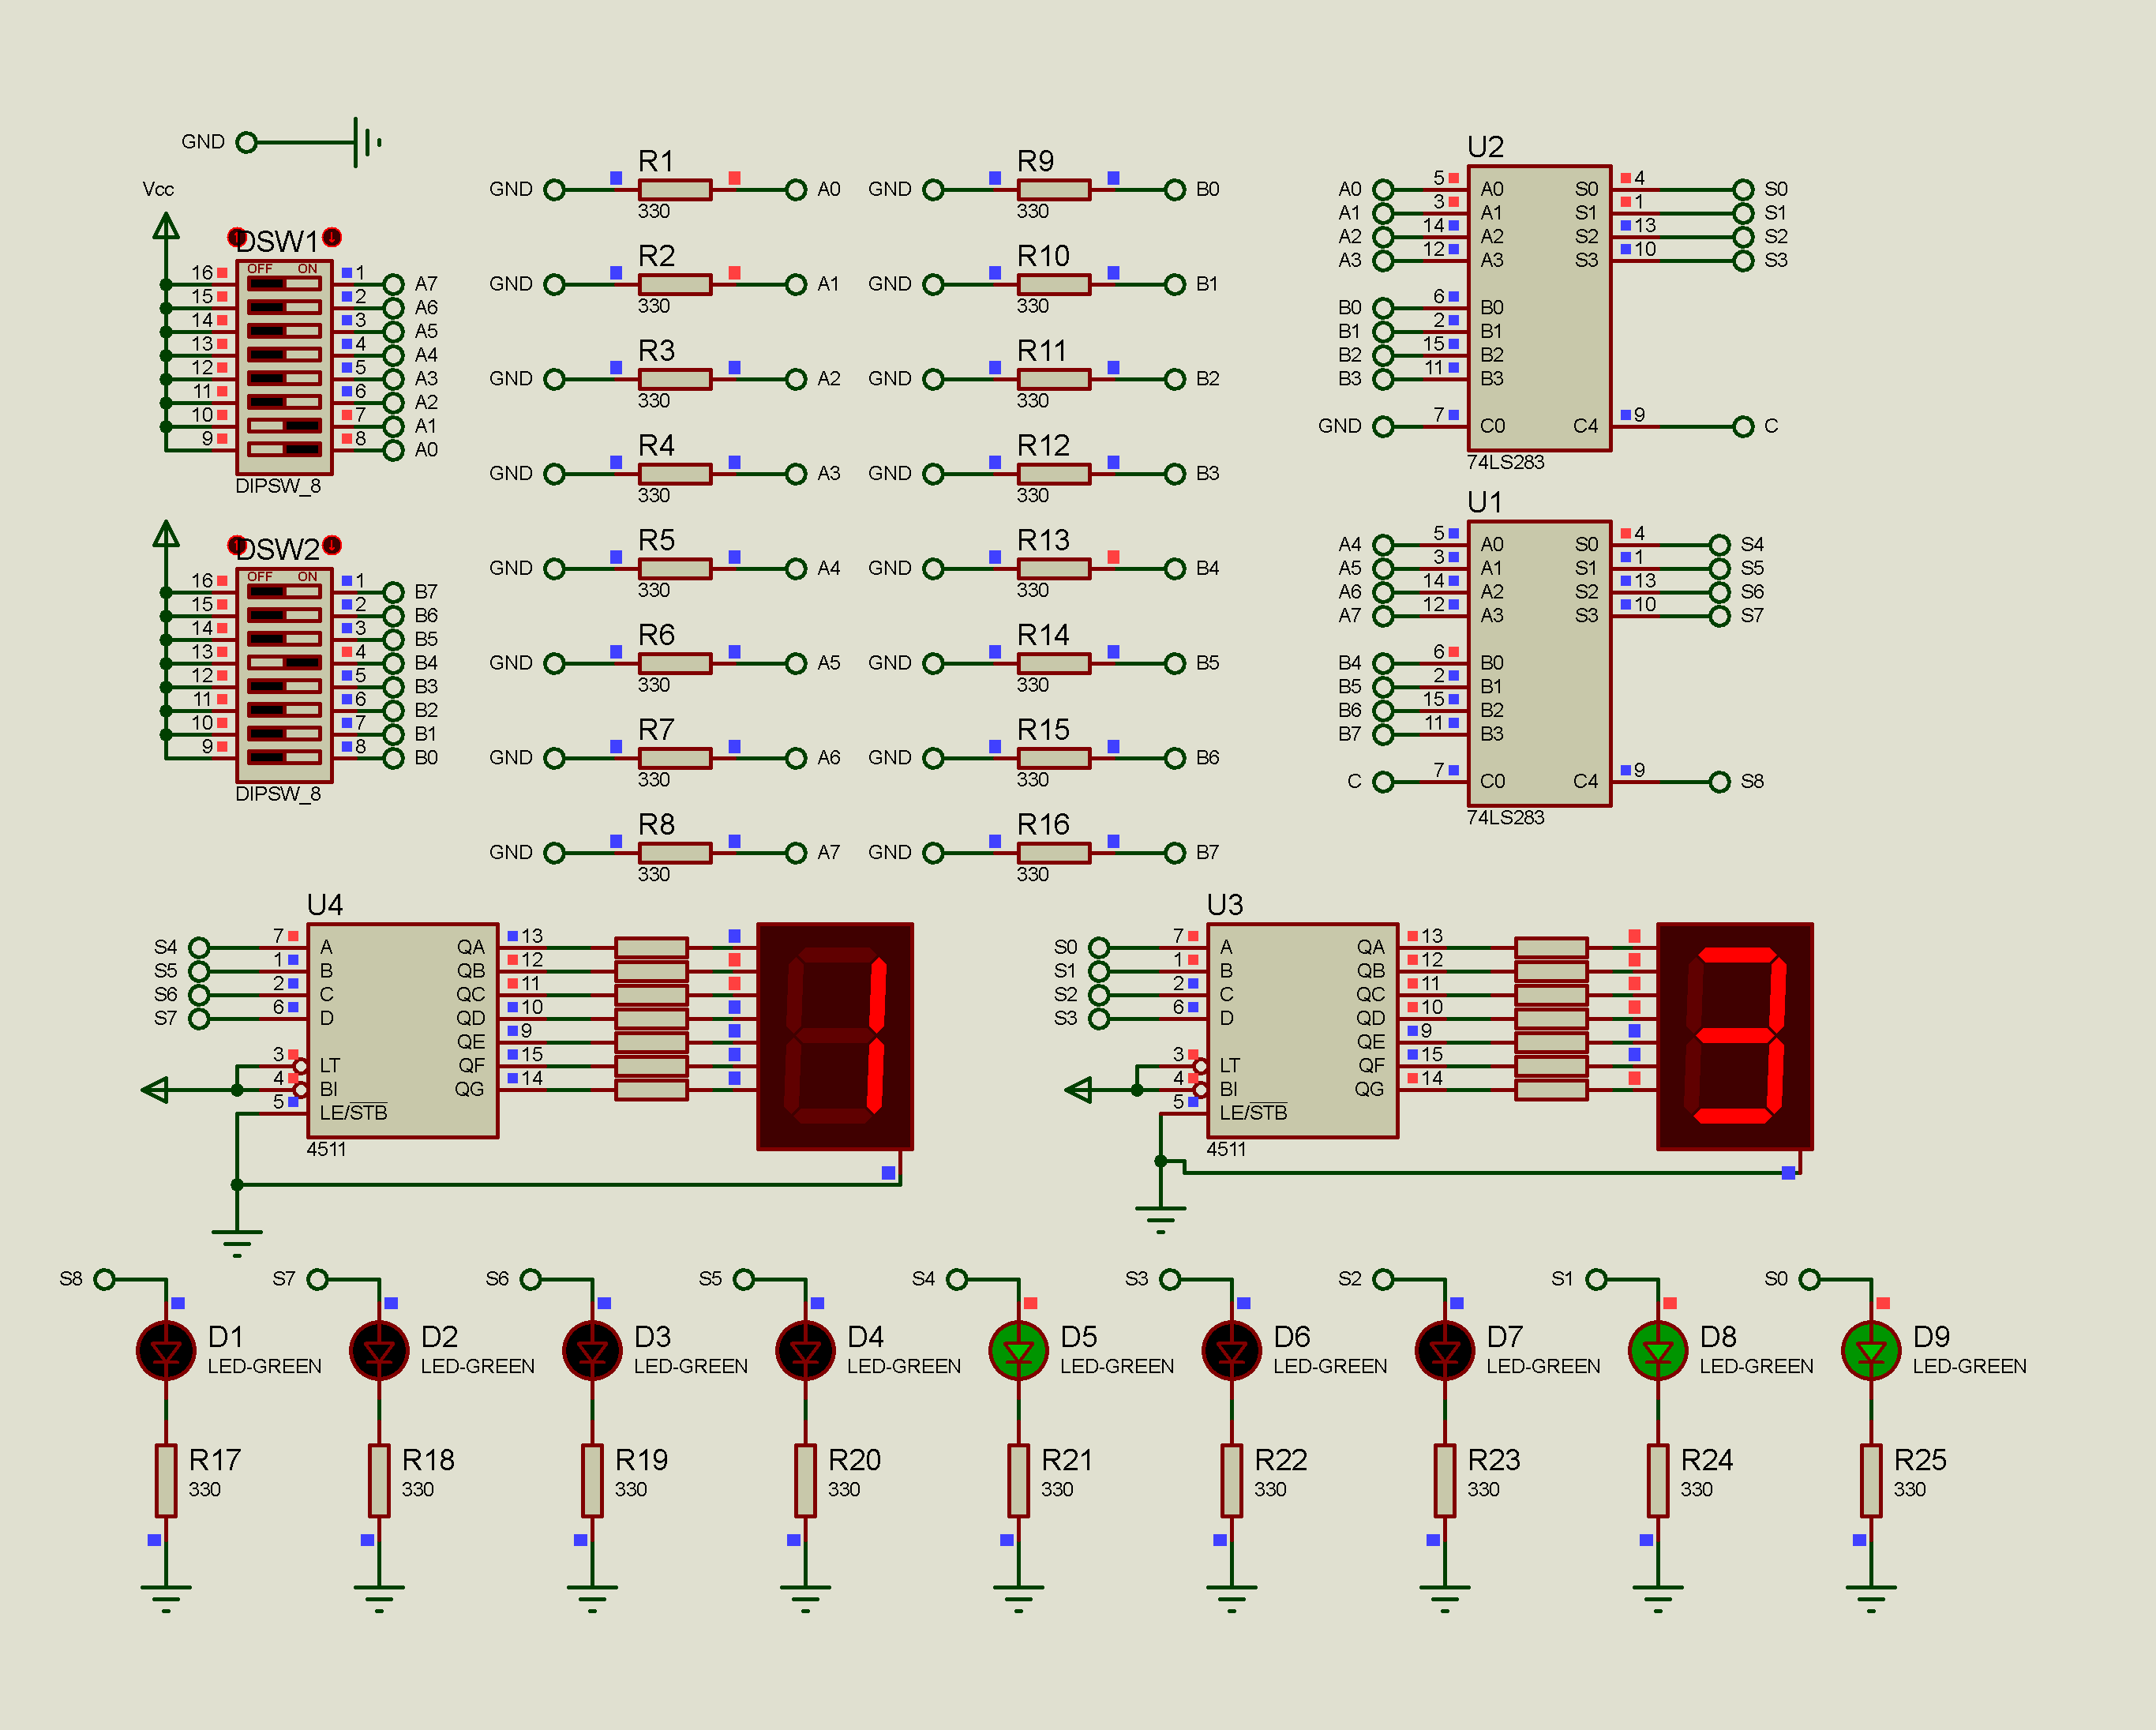 GND
Vcc
DSW1
OFF ON
16 1 A7
15 2 A6
14 3 A5
13 4 A4
12 5 A3
11 6 A2
10 7 A1
9 8 A0
DIPSW_8
DSW2
OFF ON
16 1 B7
15 2 B6
14 3 B5
13 4 B4
12 5 B3
11 6 B2
10 7 B1
9 8 B0
DIPSW_8
R1
GND A0
330
R2
GND A1
330
R3
GND A2
330
R4
GND A3
330
R5
GND A4
330
R6
GND A5
330
R7
GND A6
330
R8
GND A7
330
R9
GND B0
330
R10
GND B1
330
R11
GND B2
330
R12
GND B3
330
R13
GND B4
330
R14
GND B5
330
R15
GND B6
330
R16
GND B7
330
U2
A0 5 A0 S0 4 S0
A1 3 A1 S1 1 S1
A2 14 A2 S2 13 S2
A3 12 A3 S3 10 S3
B0 6 B0
B1 2 B1
B2 15 B2
B3 11 B3
GND 7 C0 C4 9 C
74LS283
U1
A4 5 A0 S0 4 S4
A5 3 A1 S1 1 S5
A6 14 A2 S2 13 S6
A7 12 A3 S3 10 S7
B4 6 B0
B5 2 B1
B6 15 B2
B7 11 B3
C 7 C0 C4 9 S8
74LS283
U4
S4 7 A QA 13
S5 1 B QB 12
S6 2 C QC 11
S7 6 D QD 10
QE 9
3 LT QF 15
4 BI QG 14
5 LE/STB
4511
1
U3
S0 7 A QA 13
S1 1 B QB 12
S2 2 C QC 11
S3 6 D QD 10
QE 9
3 LT QF 15
4 BI QG 14
5 LE/STB
4511
3
S8 S7 S6 S5 S4 S3 S2 S1 S0
D1 D2 D3 D4 D5 D6 D7 D8 D9
LED-GREEN LED-GREEN LED-GREEN LED-GREEN LED-GREEN LED-GREEN LED-GREEN LED-GREEN LED-GREEN
R17 R18 R19 R20 R21 R22 R23 R24 R25
330 330 330 330 330 330 330 330 330